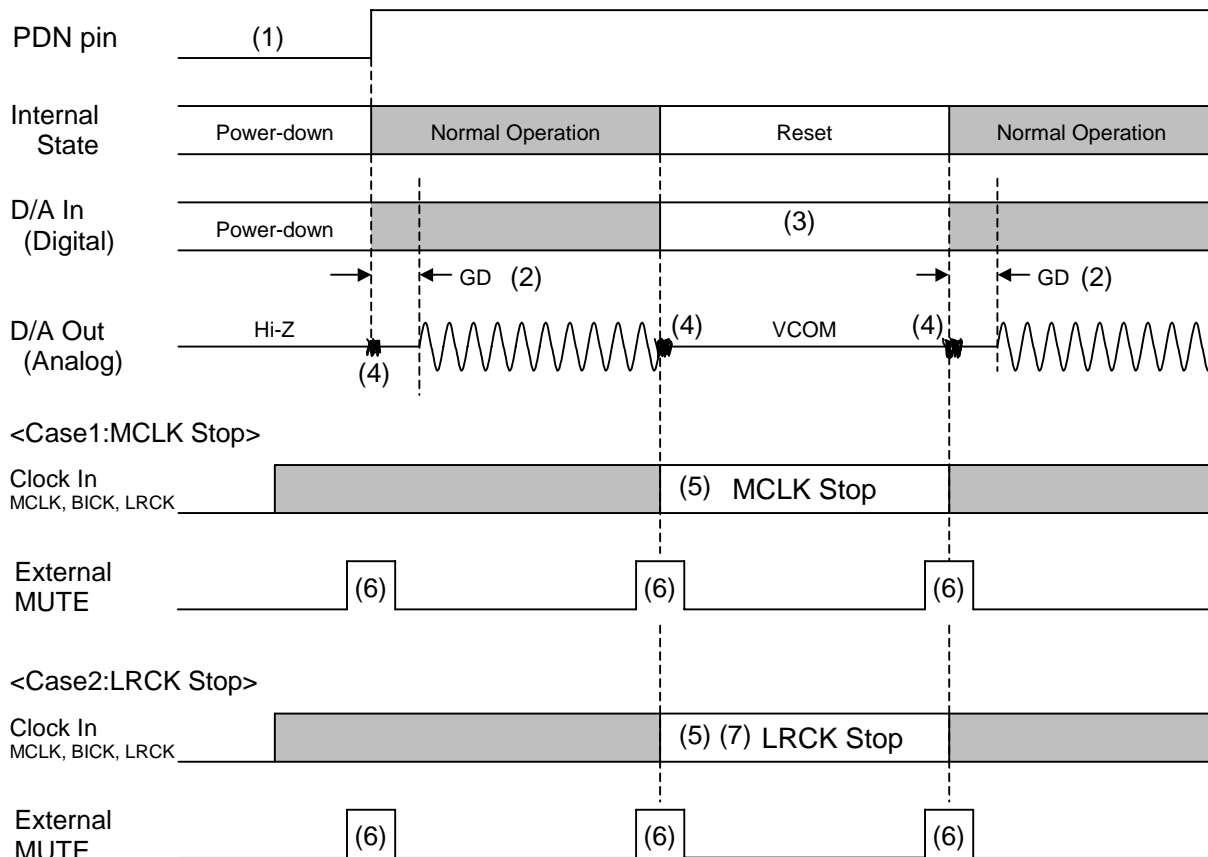 PDN pin (1)
Internal State Power-down Normal Operation Reset Normal Operation
D/A In (Digital) Power-down (3)
GD (2) GD (2)
D/A Out (Analog) Hi-Z (4) (4) VCOM (4)
<Case1:MCLK Stop>
Clock In
MCLK, BICK, LRCK (5) MCLK Stop
External MUTE (6) (6) (6)
<Case2:LRCK Stop>
Clock In
MCLK, BICK, LRCK (5) (7) LRCK Stop
External MUTE (6) (6) (6)